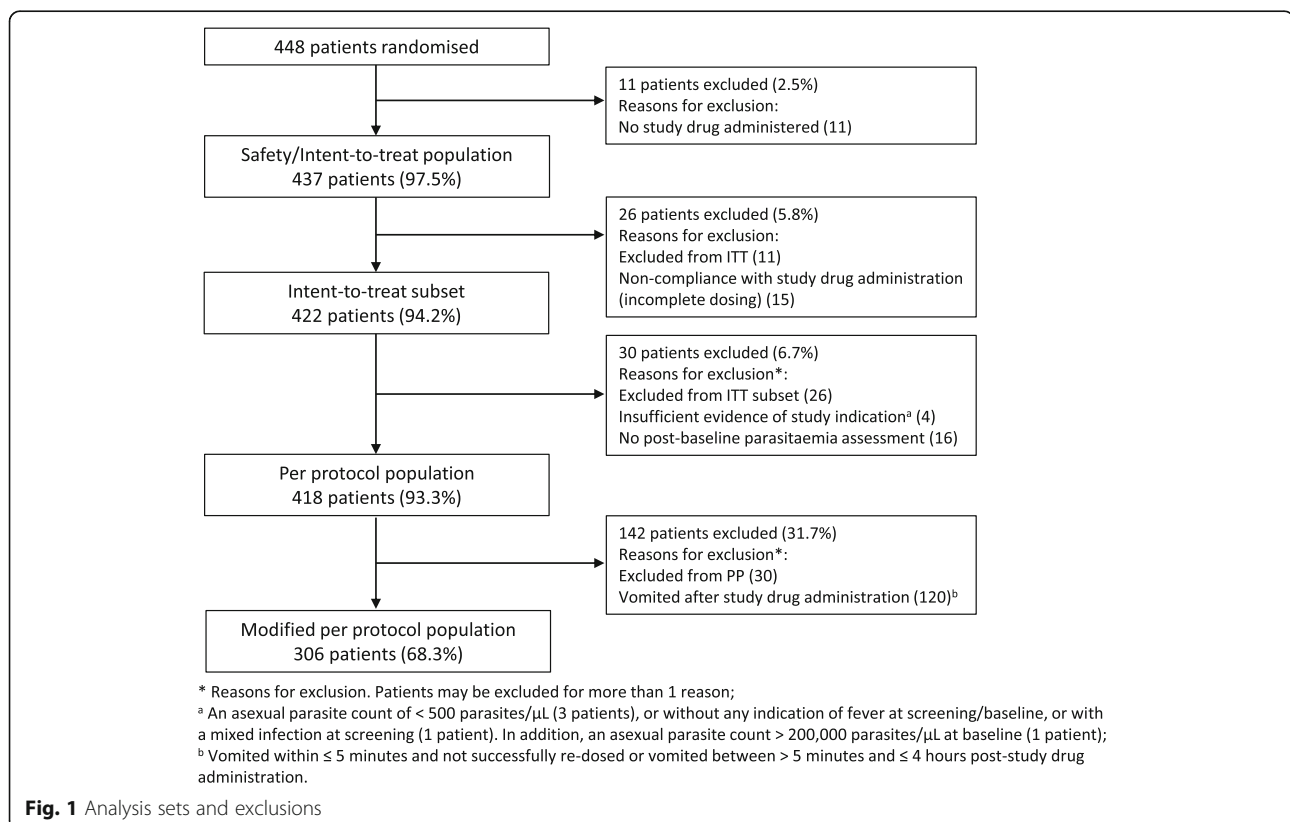 448 patients randomised
11 patients excluded (2.5%)
Reasons for exclusion:
No study drug administered (11)
Safety/Intent-to-treat population
437 patients (97.5%)
26 patients excluded (5.8%)
Reasons for exclusion:
Excluded from ITT (11)
Non-compliance with study drug administration
(incomplete dosing) (15)
Intent-to-treat subset
422 patients (94.2%)
30 patients excluded (6.7%)
Reasons for exclusion*:
Excluded from ITT subset (26)
Insufficient evidence of study indicationᵃ (4)
No post-baseline parasitaemia assessment (16)
Per protocol population
418 patients (93.3%)
142 patients excluded (31.7%)
Reasons for exclusion*:
Excluded from PP (30)
Vomited after study drug administration (120)ᵇ
Modified per protocol population
306 patients (68.3%)
* Reasons for exclusion. Patients may be excluded for more than 1 reason;
ᵃ An asexual parasite count of < 500 parasites/µL (3 patients), or without any indication of fever at screening/baseline, or with
a mixed infection at screening (1 patient). In addition, an asexual parasite count > 200,000 parasites/µL at baseline (1 patient);
ᵇ Vomited within ≤ 5 minutes and not successfully re-dosed or vomited between > 5 minutes and ≤ 4 hours post-study drug
administration.
Fig. 1 Analysis sets and exclusions